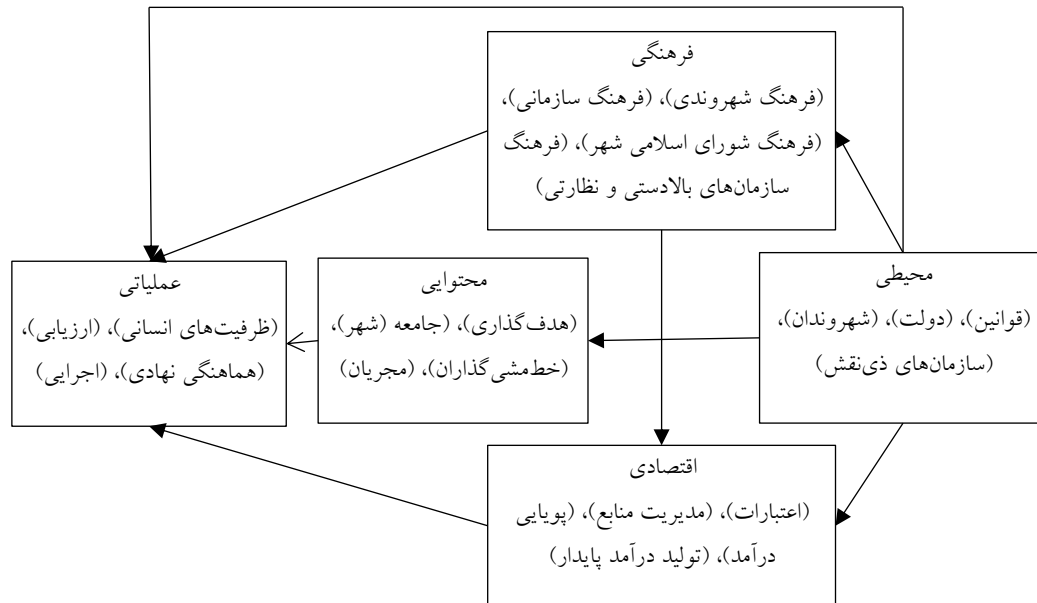 فرهنگی
(فرهنگ شهروندی)، (فرهنگ سازمانی)،
(فرهنگ شورای اسلامی شهر)، (فرهنگ
سازمان‌های بالادستی و نظارتی)
محیطی
(قوانین)، (دولت)، (شهروندان)،
(سازمان‌های ذی‌نقش)
محتوایی
(هدف‌گذاری)، جامعه (شهر)،
(خط‌مشی‌گذاران)، (مجریان)
عملیاتی
(ظرفیت‌های انسانی)، (ارزیابی)،
(هماهنگی نهادی)، (اجرایی)
اقتصادی
(اعتبارات)، (مدیریت منابع)، (پویایی
درآمد)، (تولید درآمد پایدار)